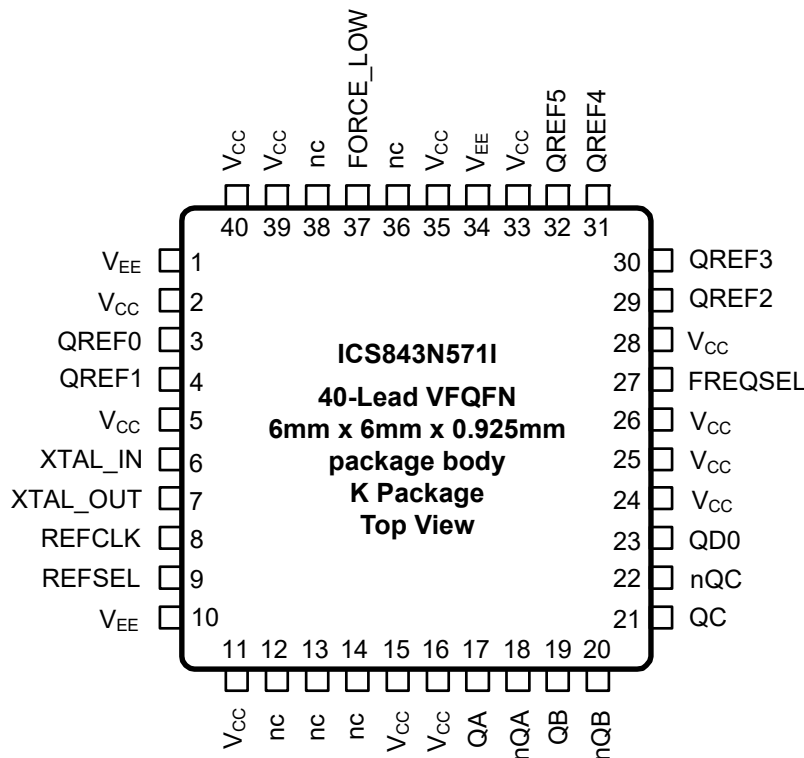 VCC VCC nc FORCE_LOW nc VCC VEE VCC QREF5 QREF4
40 39 38 37 36 35 34 33 32 31
VEE 1
VCC 2
QREF0 3
QREF1 4
VCC 5
XTAL_IN 6
XTAL_OUT 7
REFCLK 8
REFSEL 9
VEE 10
ICS843N571I
40-Lead VFQFN
6mm x 6mm x 0.925mm
package body
K Package
Top View
30 QREF3
29 QREF2
28 VCC
27 FREQSEL
26 VCC
25 VCC
24 VCC
23 QD0
22 nQC
21 QC
11 12 13 14 15 16 17 18 19 20
VCC nc nc nc VCC VCC QA nQA QB nQB